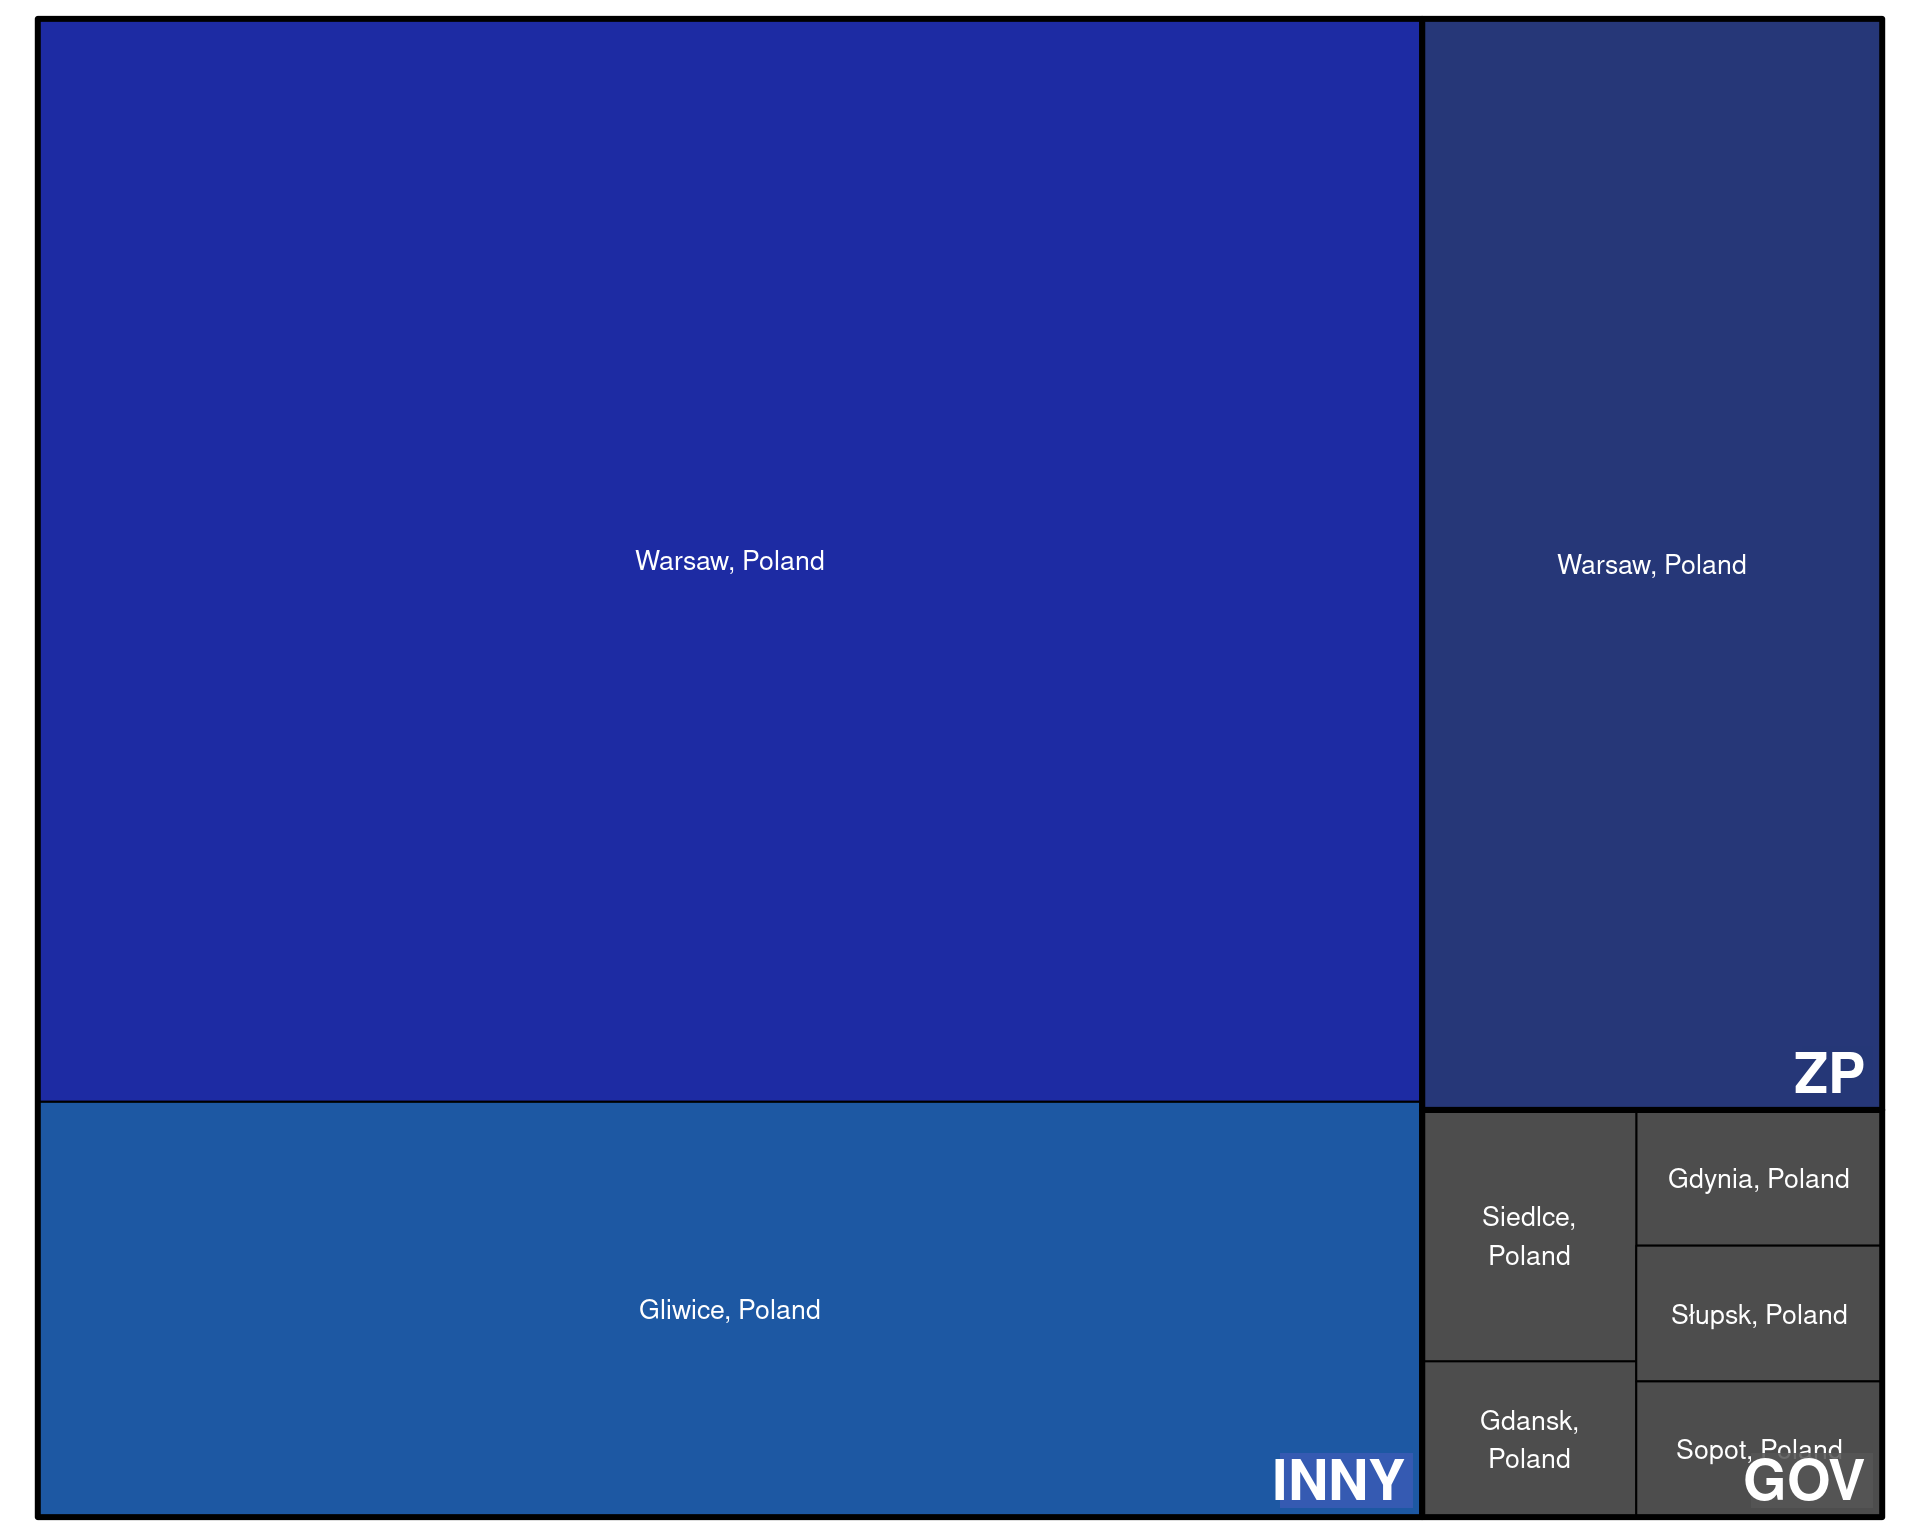 Warsaw, Poland
Gliwice, Poland
INNY
Warsaw, Poland
ZP
Siedlce,
Poland
Gdansk,
Poland
Gdynia, Poland
Słupsk, Poland
Sopot, Poland
GOV